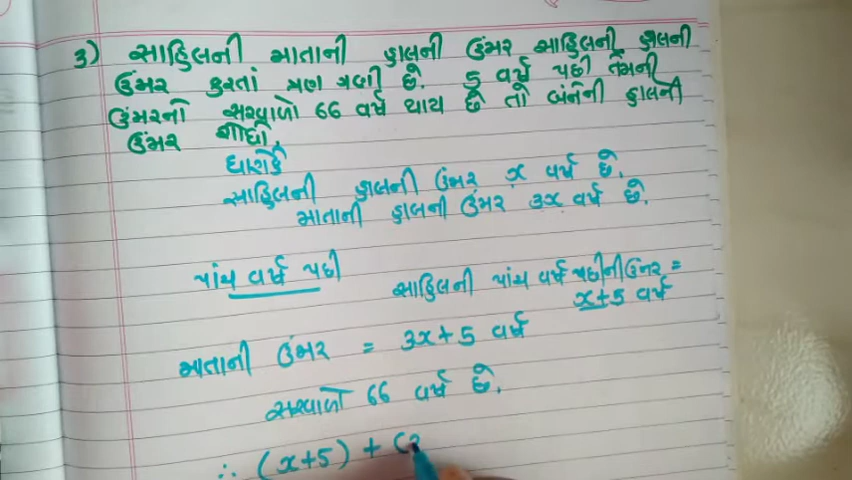 3) સાહિલની માતાની હાલની ઉંમર સાહિલની હાલની
ઉંમર કરતાં ત્રણ ગણી છે. 5 વર્ષ પછી તેમની
ઉંમરનો સરવાળો 66 વર્ષ થાય છે તો બંનેની હાલની
ઉંમર શોધો.
ધારોકે
સાહિલની હાલની ઉંમર x વર્ષ છે.
માતાની હાલની ઉંમર 3x વર્ષ છે.
પાંચ વર્ષ પછી
સાહિલની પાંચ વર્ષ પછીની ઉંમર =
x+5 વર્ષ
માતાની ઉંમર = 3x+5 વર્ષ
સરવાળો 66 વર્ષ છે.
∴ (x+5) + (3